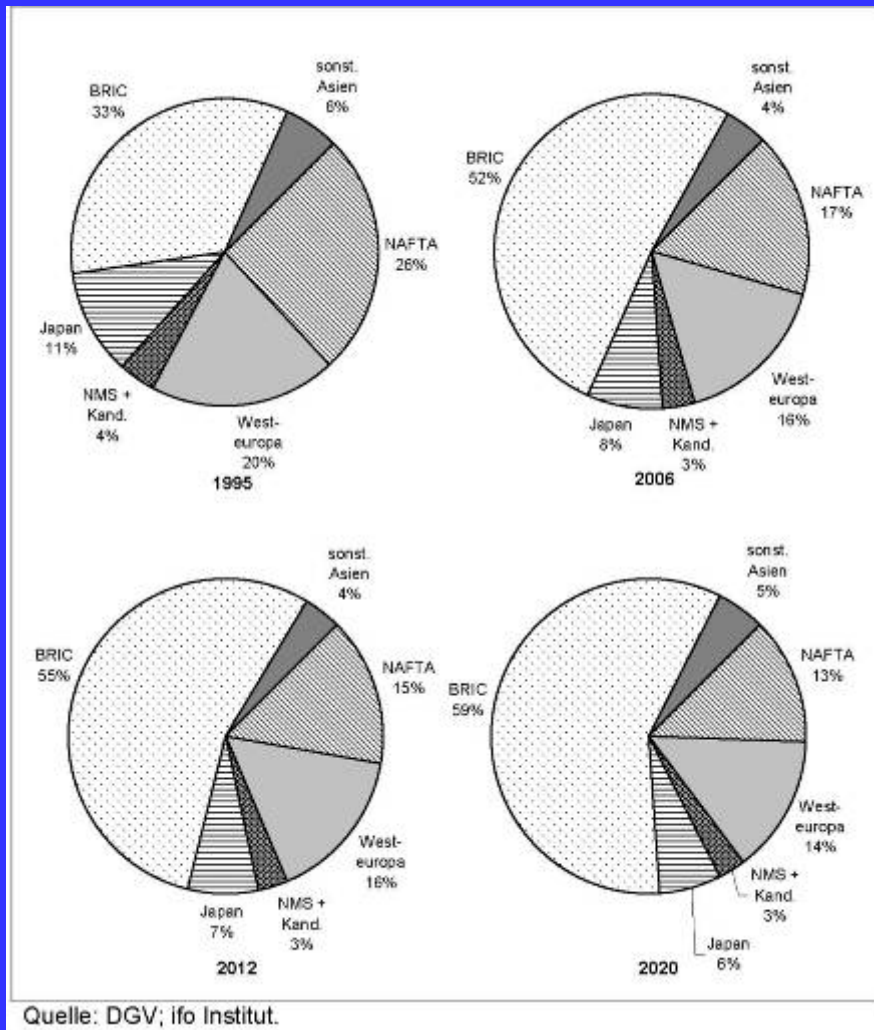 BRIC
33%
sonst.
Asien
6%
NAFTA
26%
West-
europa
20%
NMS +
Kand.
4%
Japan
11%
1995
BRIC
52%
sonst.
Asien
4%
NAFTA
17%
West-
europa
16%
NMS +
Kand.
3%
Japan
8%
2006
BRIC
55%
sonst.
Asien
4%
NAFTA
15%
West-
europa
16%
NMS +
Kand.
3%
Japan
7%
2012
BRIC
59%
sonst.
Asien
5%
NAFTA
13%
West-
europa
14%
NMS +
Kand.
3%
Japan
6%
2020
Quelle: DGV; ifo Institut.